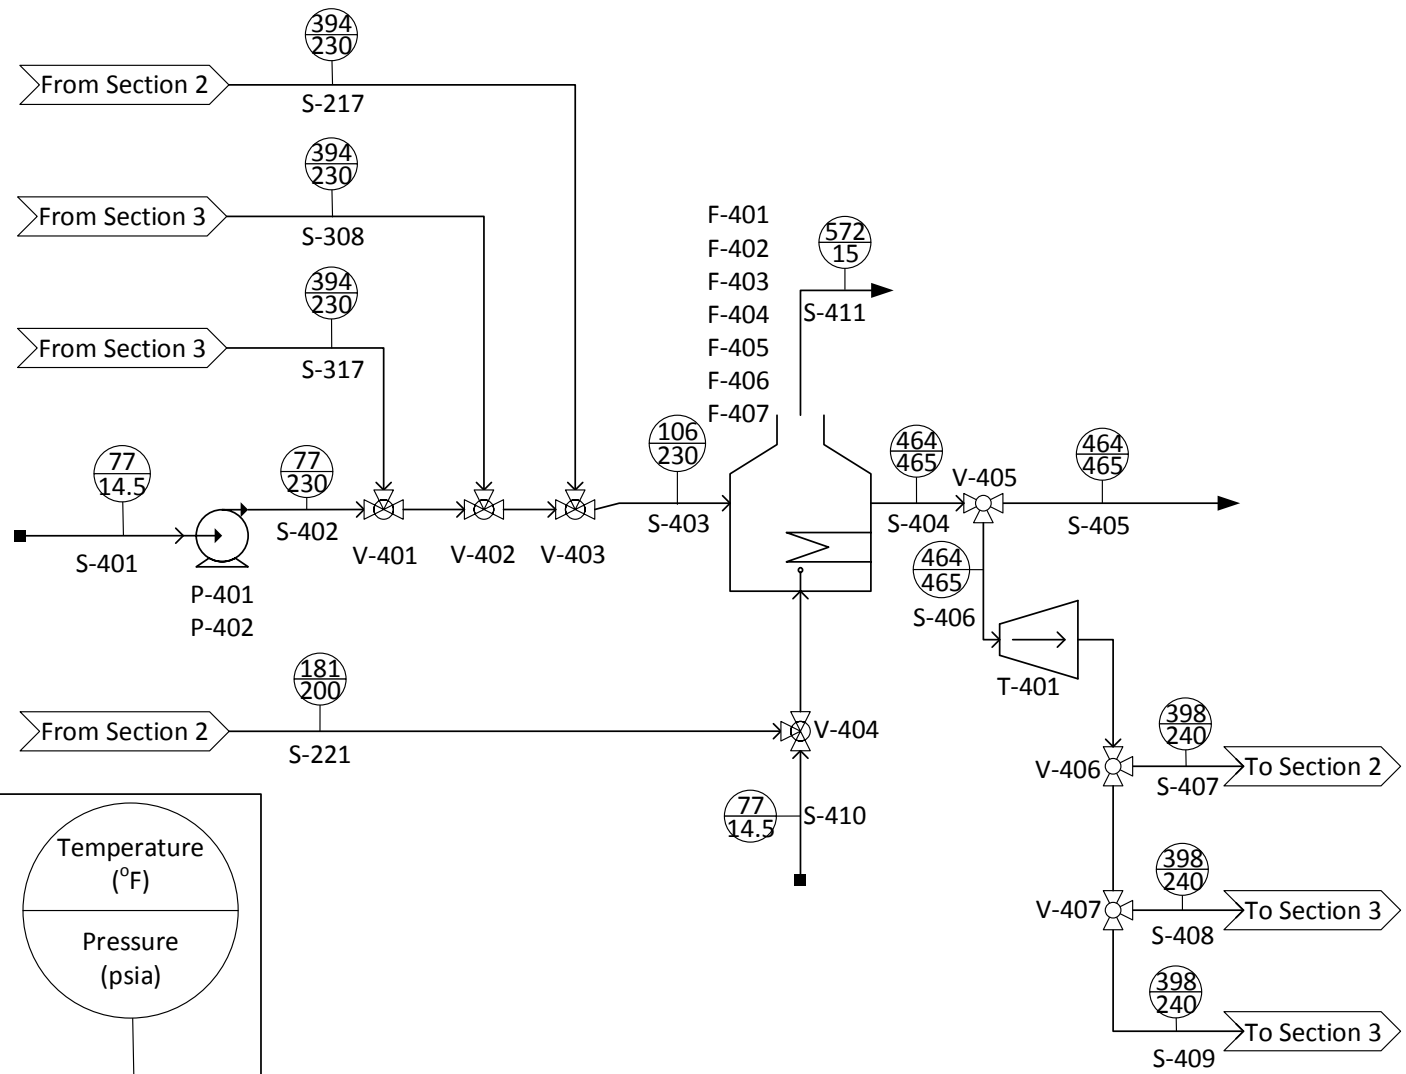 394
230
From Section 2
S-217
394
230
From Section 3
S-308
394
230
From Section 3
S-317
F-401
F-402
F-403
F-404
F-405
F-406
F-407
572
15
S-411
77
14.5
S-401
P-401
P-402
77
230
S-402
V-401
V-402
V-403
106
230
S-403
464
465
S-404
V-405
464
465
S-405
464
465
S-406
T-401
181
200
From Section 2
S-221
V-404
77
14.5
S-410
V-406
398
240
S-407
To Section 2
V-407
398
240
S-408
To Section 3
398
240
S-409
To Section 3
Temperature
(°F)
Pressure
(psia)